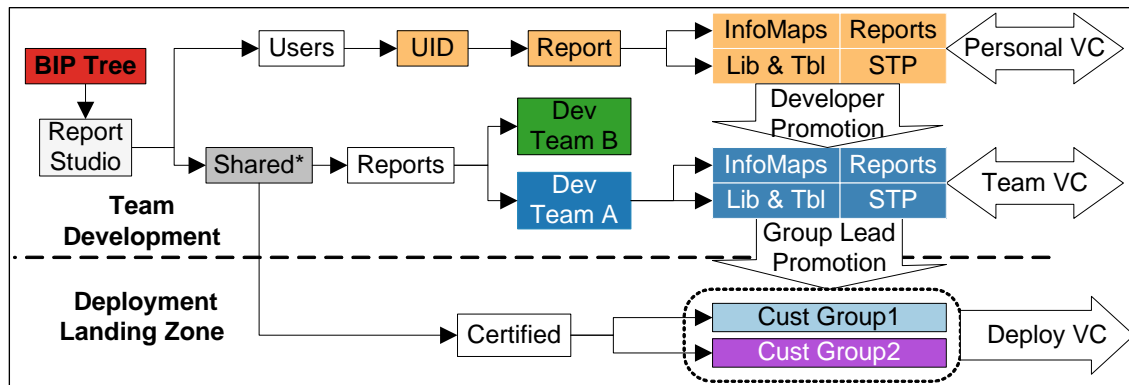 BIP Tree
Report
Studio
Users
UID
Report
InfoMaps
Reports
Lib & Tbl
STP
Personal VC
Developer
Promotion
Shared*
Reports
Dev
Team B
Dev
Team A
InfoMaps
Reports
Lib & Tbl
STP
Team VC
Team
Development
Group Lead
Promotion
Deployment
Landing Zone
Certified
Cust Group1
Cust Group2
Deploy VC